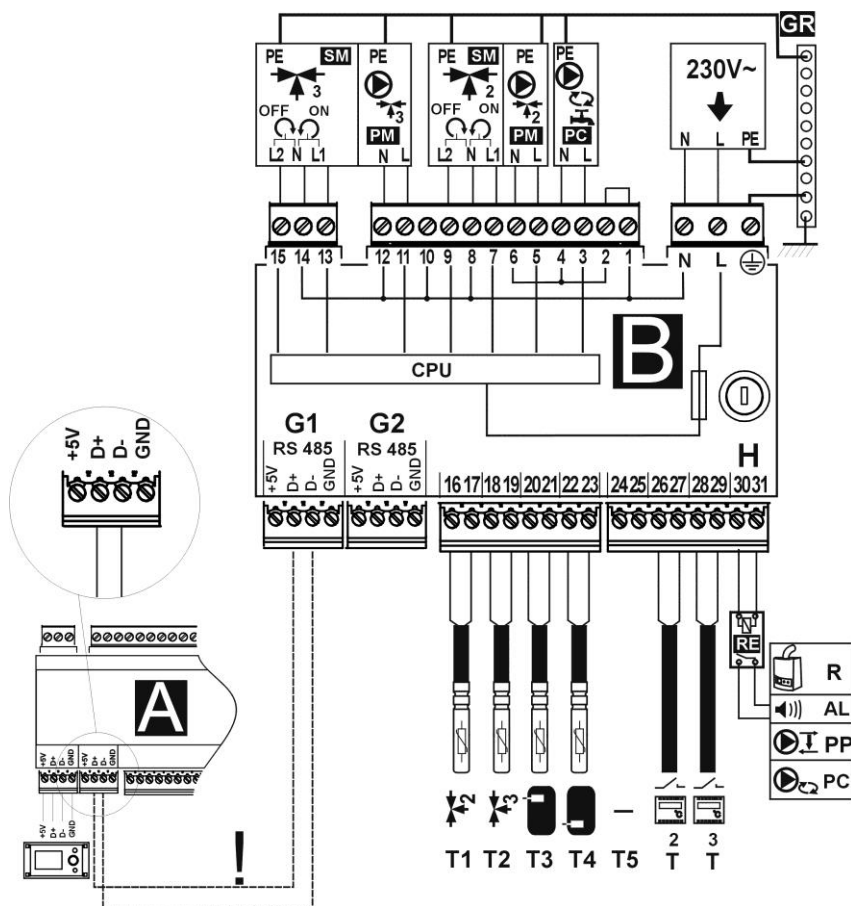 GR
PE SM PE PE SM PE PE
230V~
3
3
2
2
OFF ON
OFF ON
PM
PM
PC
L2 N L1 N L L2 N L1 N L N L
N L PE
15 14 13 12 11 10 9 8 7 6 5 4 3 2 1 N L
CPU
B
G1 G2
RS 485 RS 485
+5V D+ D- GND
+5V D+ D- GND
H
16 17 18 19 20 21 22 23 24 25 26 27 28 29 30 31
+5V D+ D- GND
A
+5V D+ D- GND
+5V D+ D- GND
+5V D+ D- GND
!
RE
R
AL
PP
PC
2 3
2 3
T1 T2 T3 T4 – T5 T T